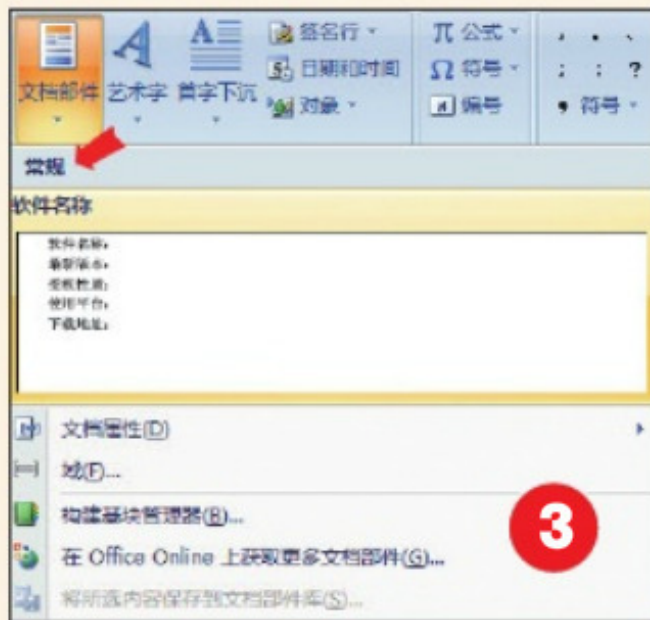 签名行 π 公式 , 。 、
文档部件 艺术字 首字下沉 日期和时间 Ω 符号 ; : ?
对象 编号 , 符号
常规
软件名称
软件名称:
最新版本:
授权性质:
使用平台:
下载地址:
文档属性(D)
域(F)...
构建基块管理器(B)...
在 Office Online 上获取更多文档部件(G)...
将所选内容保存到文档部件库(S)...
3